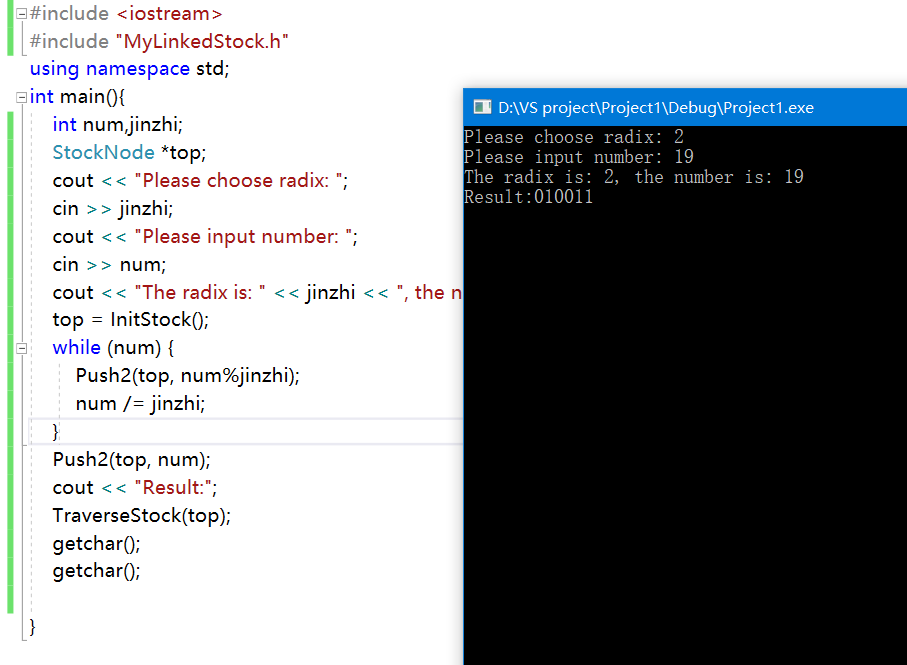 #include <iostream>
#include "MyLinkedStock.h"
using namespace std;
int main(){
int num,jinzhi;
StockNode *top;
cout << "Please choose radix: ";
cin >> jinzhi;
cout << "Please input number: ";
cin >> num;
cout << "The radix is: " << jinzhi << ", the n
top = InitStock();
while (num) {
Push2(top, num%jinzhi);
num /= jinzhi;
}
Push2(top, num);
cout << "Result:";
TraverseStock(top);
getchar();
getchar();
}
D:\VS project\Project1\Debug\Project1.exe
Please choose radix: 2
Please input number: 19
The radix is: 2, the number is: 19
Result:010011